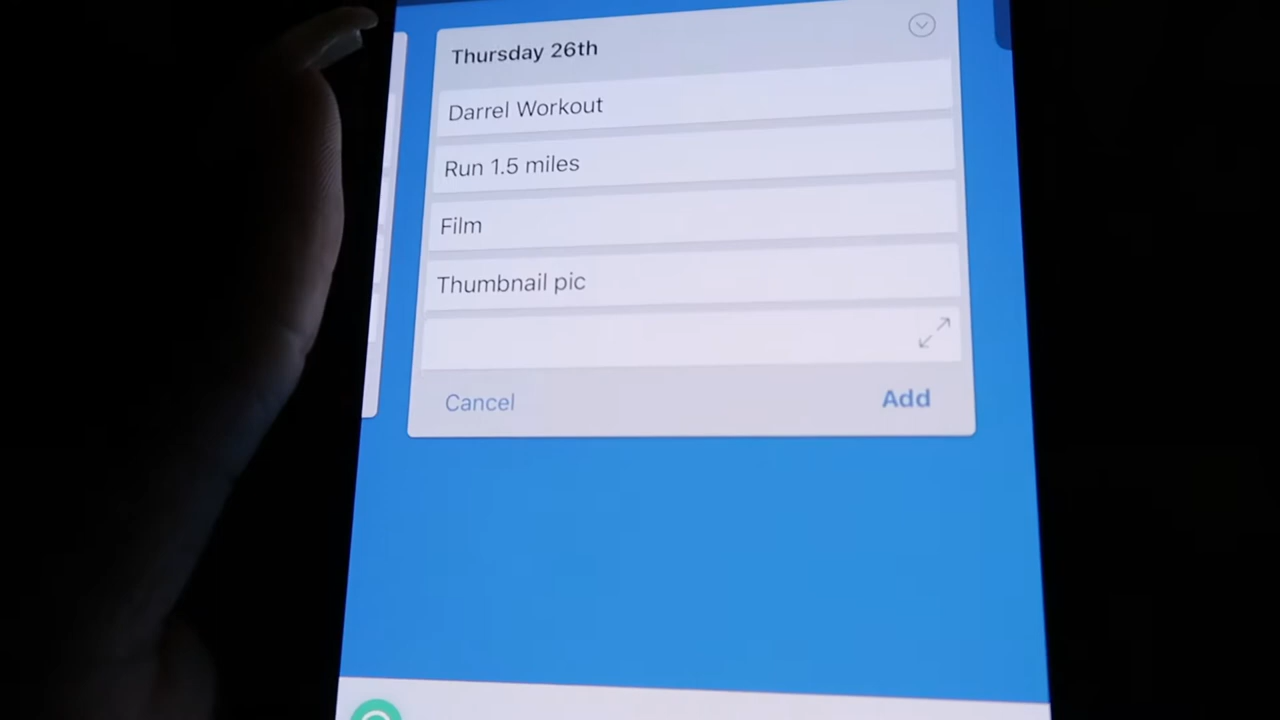 Thursday 26th
Darrel Workout
Run 1.5 miles
Film
Thumbnail pic
Cancel
Add